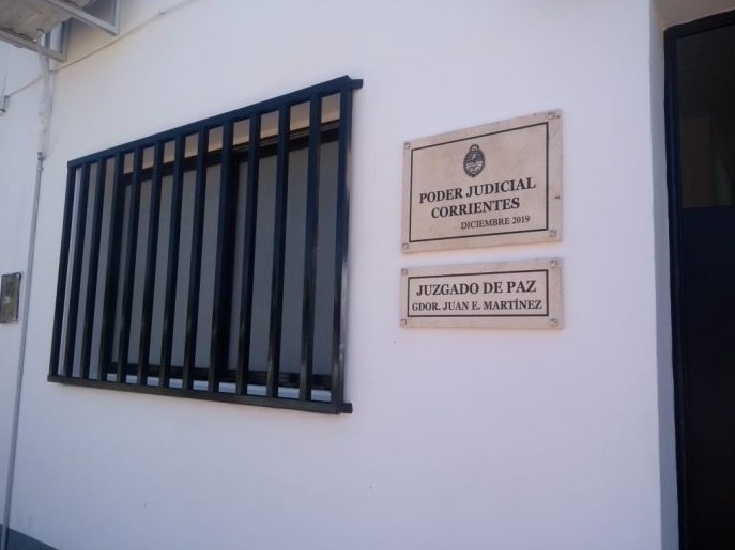 PODER JUDICIAL
CORRIENTES
DICIEMBRE 2019
JUZGADO DE PAZ
GDOR. JUAN E. MARTÍNEZ